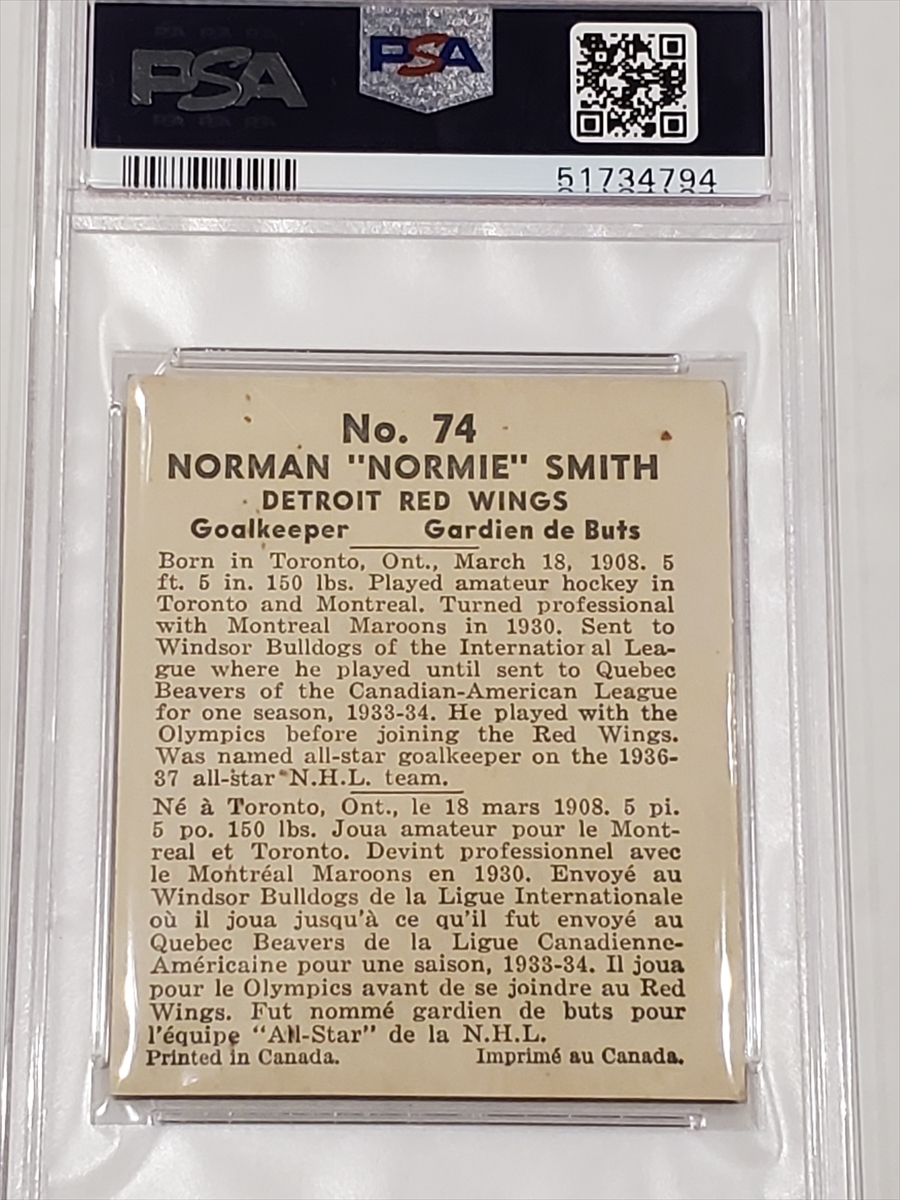 PSA PSA
51734794
No. 74
NORMAN "NORMIE" SMITH
DETROIT RED WINGS
Goalkeeper Gardien de Buts
Born in Toronto, Ont., March 18, 1908. 5
ft. 5 in. 150 lbs. Played amateur hockey in
Toronto and Montreal. Turned professional
with Montreal Maroons in 1930. Sent to
Windsor Bulldogs of the International Lea-
gue where he played until sent to Quebec
Beavers of the Canadian-American League
for one season, 1933-34. He played with the
Olympics before joining the Red Wings.
Was named all-star goalkeeper on the 1936-
37 all-star N.H.L. team.
Né à Toronto, Ont., le 18 mars 1908. 5 pi.
5 po. 150 lbs. Joua amateur pour le Mont-
real et Toronto. Devint professionnel avec
le Montréal Maroons en 1930. Envoyé au
Windsor Bulldogs de la Ligue Internationale
où il joua jusqu'à ce qu'il fut envoyé au
Quebec Beavers de la Ligue Canadienne-
Américaine pour une saison, 1933-34. Il joua
pour le Olympics avant de se joindre au Red
Wings. Fut nommé gardien de buts pour
l'équipe "All-Star" de la N.H.L.
Printed in Canada. Imprimé au Canada.